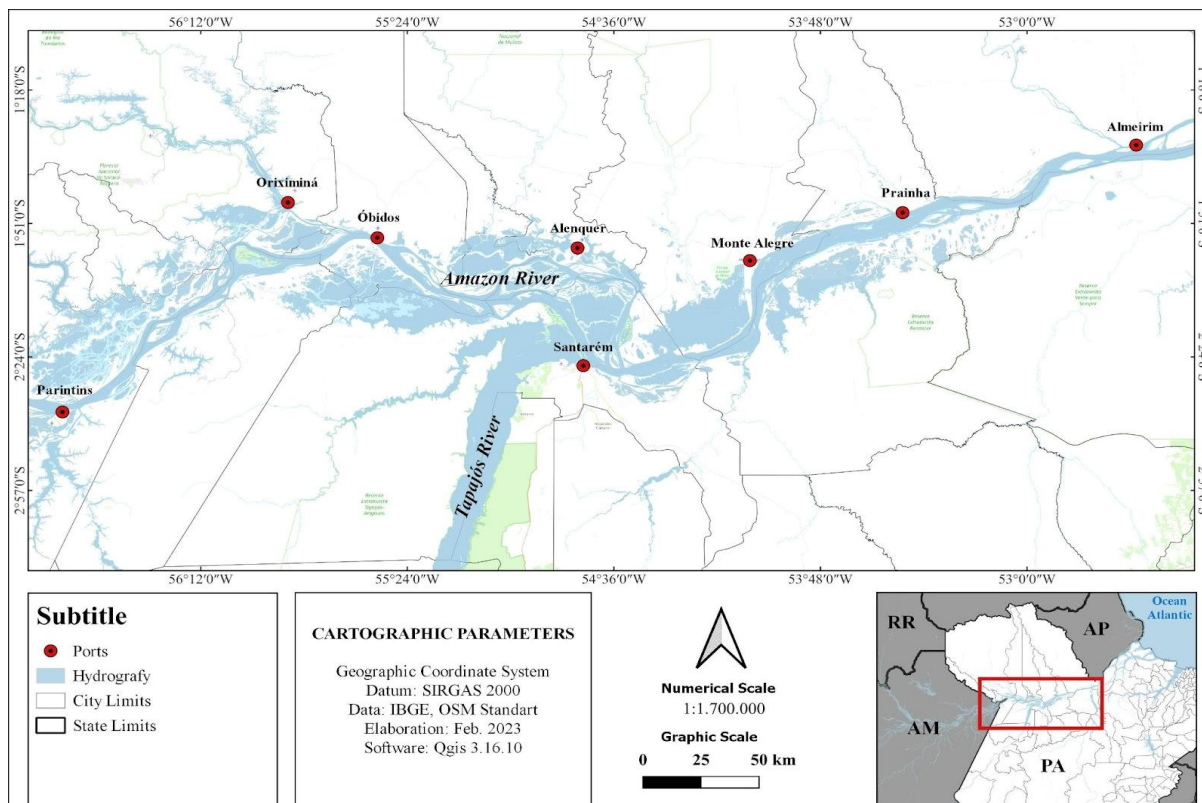 56°12'0"W 55°24'0"W 54°36'0"W 53°48'0"W 53°00'0"W
1°18'0"S
1°51'0"S
2°24'0"S
2°57'0"S
Almeirim
Oriximiná
Prainha
Óbidos
Alenquer
Monte Alegre
Amazon River
Santarém
Parintins
Tapajós River
56°12'0"W 55°24'0"W 54°36'0"W 53°48'0"W 53°00'0"W
Subtitle
Ports
Hydrografy
City Limits
State Limits
CARTOGRAPHIC PARAMETERS
Geographic Coordinate System
Datum: SIRGAS 2000
Data: IBGE, OSM Standart
Elaboration: Feb. 2023
Software: Qgis 3.16.10
Numerical Scale
1:1.700.000
Graphic Scale
0 25 50 km
Ocean
Atlantic
RR
AP
AM
PA